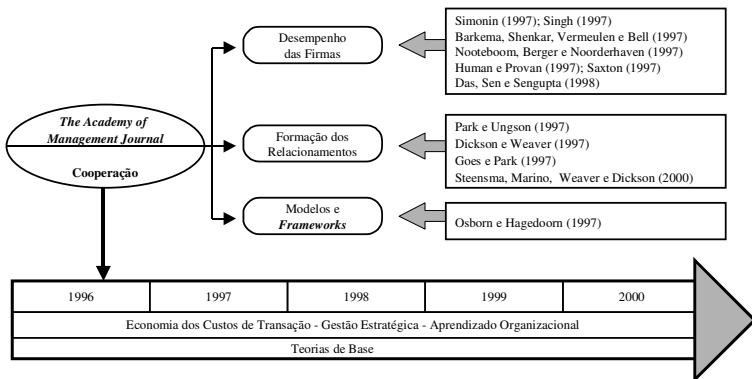 The Academy of
Management Journal
Cooperação
Desempenho
das Firmas
Simonin (1997); Singh (1997)
Barkema, Shenkar, Vermeulen e Bell (1997)
Nooteboom, Berger e Noorderhaven (1997)
Human e Provan (1997); Saxton (1997)
Das, Sen e Sengupta (1998)
Formação dos
Relacionamentos
Park e Ungson (1997)
Dickson e Weaver (1997)
Goes e Park (1997)
Steensma, Marino, Weaver e Dickson (2000)
Modelos e
Frameworks
Osborn e Hagedoorn (1997)
1996 1997 1998 1999 2000
Economia dos Custos de Transação - Gestão Estratégica - Aprendizado Organizacional
Teorias de Base